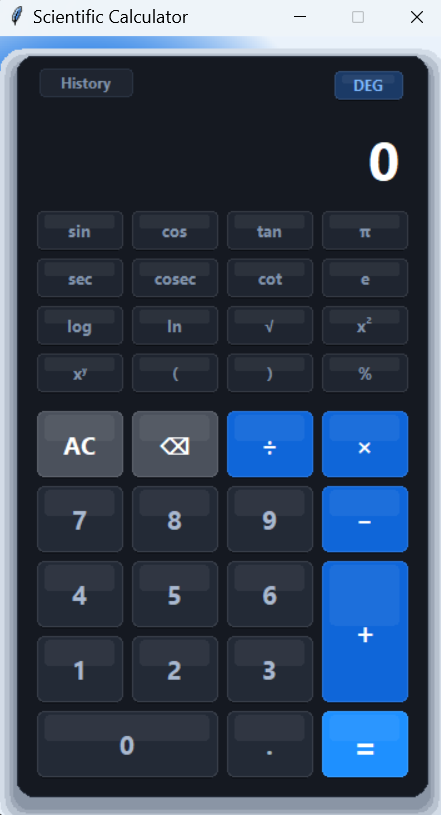 Scientific Calculator
History DEG
0
sin cos tan π
sec cosec cot e
log ln √ x²
xʸ ( ) %
AC ⌫ ÷ ×
7 8 9 −
4 5 6 +
1 2 3
0 . =